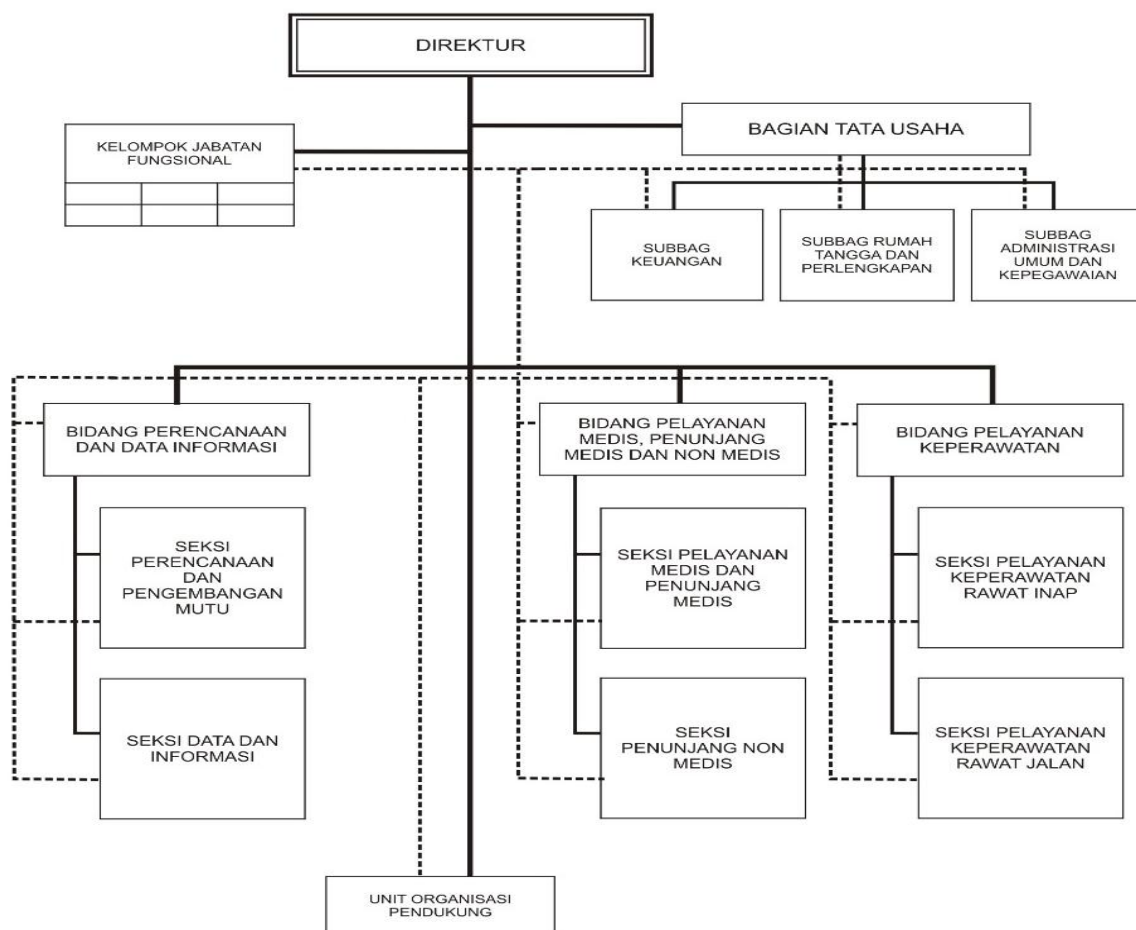 DIREKTUR
BAGIAN TATA USAHA
KELOMPOK JABATAN
FUNGSIONAL
SUBBAG
KEUANGAN
SUBBAG RUMAH
TANGGA DAN
PERLENGKAPAN
SUBBAG
ADMINISTRASI
UMUM DAN
KEPEGAWAIAN
BIDANG PERENCANAAN
DAN DATA INFORMASI
BIDANG PELAYANAN
MEDIS, PENUNJANG
MEDIS DAN NON MEDIS
BIDANG PELAYANAN
KEPERAWATAN
SEKSI
PERENCANAAN
DAN
PENGEMBANGAN
MUTU
SEKSI PELAYANAN
MEDIS DAN
PENUNJANG
MEDIS
SEKSI PELAYANAN
KEPERAWATAN
RAWAT INAP
SEKSI DATA DAN
INFORMASI
SEKSI
PENUNJANG NON
MEDIS
SEKSI PELAYANAN
KEPERAWATAN
RAWAT JALAN
UNIT ORGANISASI
PENDUKUNG